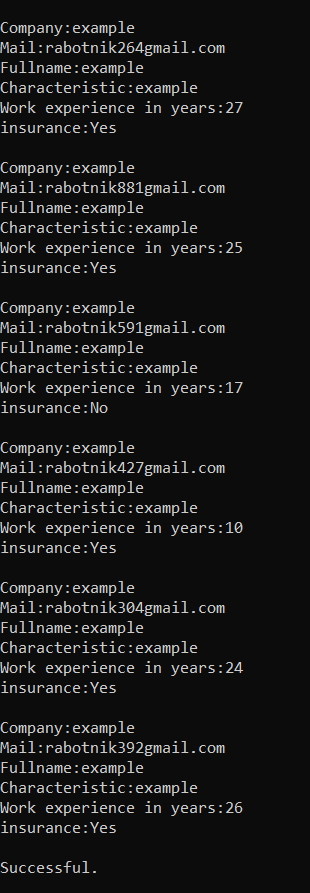 Company:example
Mail:rabotnik264gmail.com
Fullname:example
Characteristic:example
Work experience in years:27
insurance:Yes
Company:example
Mail:rabotnik881gmail.com
Fullname:example
Characteristic:example
Work experience in years:25
insurance:Yes
Company:example
Mail:rabotnik591gmail.com
Fullname:example
Characteristic:example
Work experience in years:17
insurance:No
Company:example
Mail:rabotnik427gmail.com
Fullname:example
Characteristic:example
Work experience in years:10
insurance:Yes
Company:example
Mail:rabotnik304gmail.com
Fullname:example
Characteristic:example
Work experience in years:24
insurance:Yes
Company:example
Mail:rabotnik392gmail.com
Fullname:example
Characteristic:example
Work experience in years:26
insurance:Yes
Successful.